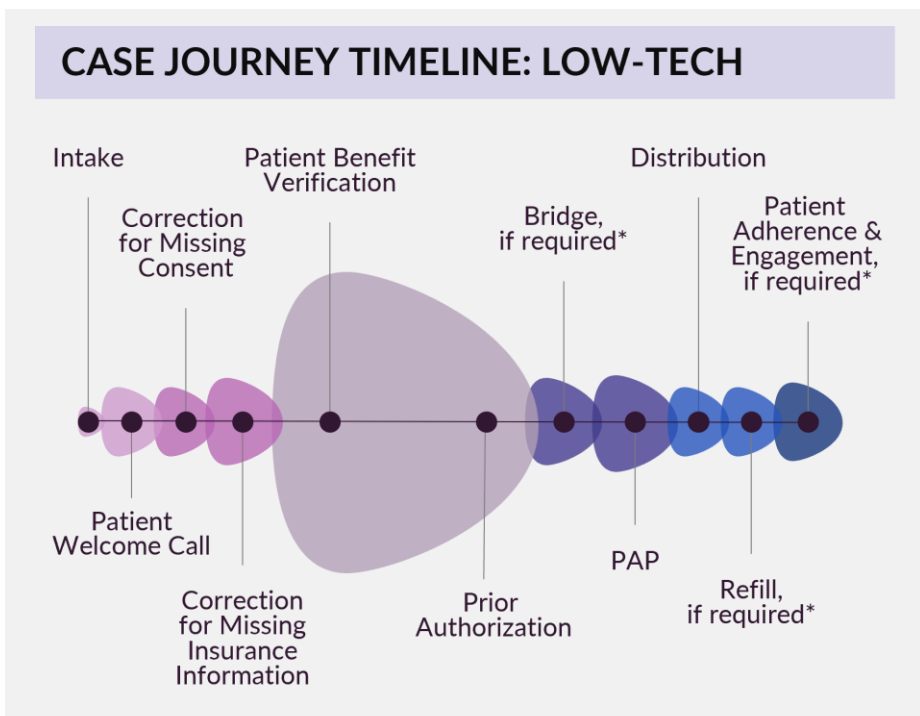 CASE JOURNEY TIMELINE: LOW-TECH
Intake
Patient Benefit
Verification
Distribution
Correction
for Missing
Consent
Bridge,
if required*
Patient
Adherence &
Engagement,
if required*
Patient
Welcome Call
Correction
for Missing
Insurance
Information
Prior
Authorization
PAP
Refill,
if required*